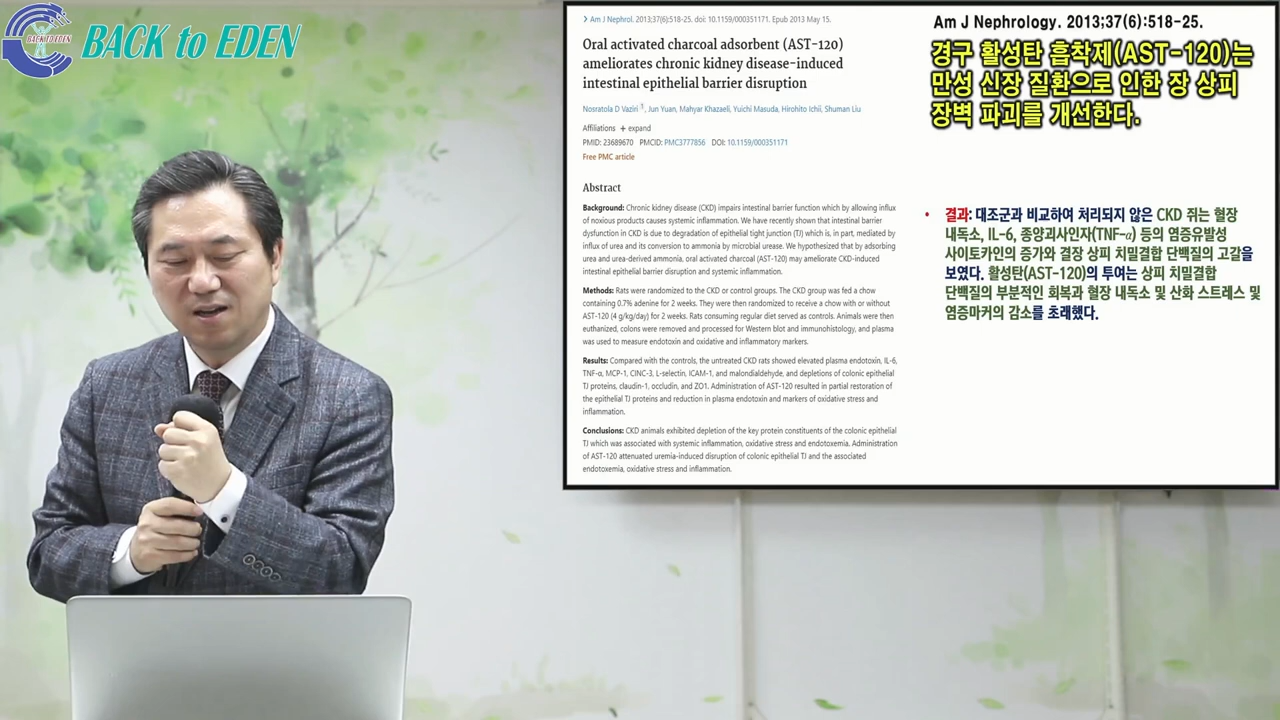 BACK to EDEN
BACK TO EDEN
Am J Nephrol. 2013;37(6):518-25. doi: 10.1159/000351171. Epub 2013 May 15.
Oral activated charcoal adsorbent (AST-120)
ameliorates chronic kidney disease-induced
intestinal epithelial barrier disruption
Nosratola D Vaziri 1, Jun Yuan, Mahyar Khazaeli, Yuichi Masuda, Hirohito Ichii, Shuman Liu
Affiliations + expand
PMID: 23689670 PMCID: PMC3777856 DOI: 10.1159/000351171
Free PMC article
Abstract
Background: Chronic kidney disease (CKD) impairs intestinal barrier function which by allowing influx
of noxious products causes systemic inflammation. We have recently shown that intestinal barrier
dysfunction in CKD is due to degradation of epithelial tight junction (TJ) which is, in part, mediated by
influx of urea and its conversion to ammonia by microbial urease. We hypothesized that by adsorbing
urea and urea-derived ammonia, oral activated charcoal (AST-120) may ameliorate CKD-induced
intestinal epithelial barrier disruption and systemic inflammation.
Methods: Rats were randomized to the CKD or control groups. The CKD group was fed a chow
containing 0.7% adenine for 2 weeks. They were then randomized to receive a chow with or without
AST-120 (4 g/kg/day) for 2 weeks. Rats consuming regular diet served as controls. Animals were then
euthanized, colons were removed and processed for Western blot and immunohistology, and plasma
was used to measure endotoxin and oxidative and inflammatory markers.
Results: Compared with the controls, the untreated CKD rats showed elevated plasma endotoxin, IL-6,
TNF-α, MCP-1, CINC-3, L-selectin, ICAM-1, and malondialdehyde, and depletions of colonic epithelial
TJ proteins, claudin-1, occludin, and ZO1. Administration of AST-120 resulted in partial restoration of
the epithelial TJ proteins and reduction in plasma endotoxin and markers of oxidative stress and
inflammation.
Conclusions: CKD animals exhibited depletion of the key protein constituents of the colonic epithelial
TJ which was associated with systemic inflammation, oxidative stress and endotoxemia. Administration
of AST-120 attenuated uremia-induced disruption of colonic epithelial TJ and the associated
endotoxemia, oxidative stress and inflammation.
Am J Nephrology. 2013;37(6):518-25.
경구 활성탄 흡착제(AST-120)는
만성 신장 질환으로 인한 장 상피
장벽 파괴를 개선한다.
• 결과: 대조군과 비교하여 처리되지 않은 CKD 쥐는 혈장
내독소, IL-6, 종양괴사인자(TNF-α) 등의 염증유발성
사이토카인의 증가와 결장 상피 치밀결합 단백질의 고갈을
보였다. 활성탄(AST-120)의 투여는 상피 치밀결합
단백질의 부분적인 회복과 혈장 내독소 및 산화 스트레스 및
염증마커의 감소를 초래했다.